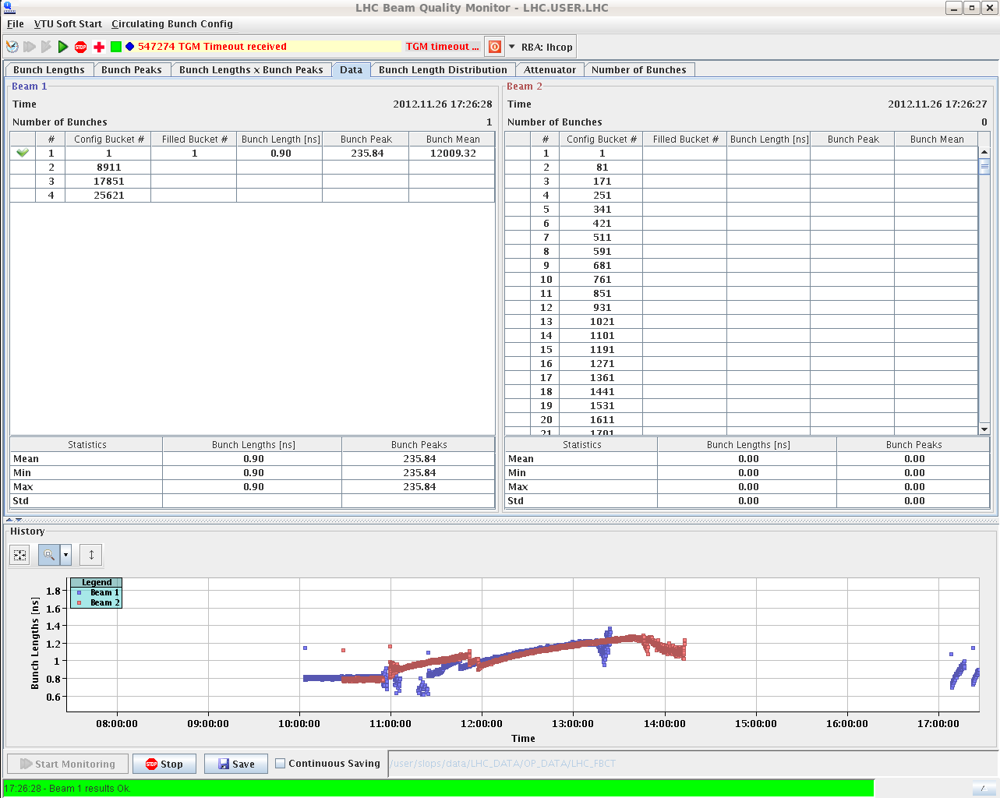 LHC Beam Quality Monitor - LHC.USER.LHC
File VTU Soft Start Circulating Bunch Config
547274 TGM Timeout received TGM timeout ... RBA: lhcop
Bunch Lengths Bunch Peaks Bunch Lengths x Bunch Peaks Data Bunch Length Distribution Attenuator Number of Bunches
Beam 1
Time 2012.11.26 17:26:28
Number of Bunches 1
# Config Bucket # Filled Bucket # Bunch Length [ns] Bunch Peak Bunch Mean
1 1 1 0.90 235.84 12009.32
2 8911
3 17851
4 25621
Statistics Bunch Lengths [ns] Bunch Peaks
Mean 0.90 235.84
Min 0.90 235.84
Max 0.90 235.84
Std
Beam 2
Time 2012.11.26 17:26:27
Number of Bunches 0
# Config Bucket # Filled Bucket # Bunch Length [ns] Bunch Peak Bunch Mean
1 1
2 81
3 171
4 251
5 341
6 421
7 511
8 591
9 681
10 761
11 851
12 931
13 1021
14 1101
15 1191
16 1271
17 1361
18 1441
19 1531
20 1611
21 1701
Statistics Bunch Lengths [ns] Bunch Peaks
Mean 0.00 0.00
Min 0.00 0.00
Max 0.00 0.00
Std 0.00 0.00
History
Legend
Beam 1
Beam 2
Bunch Lengths [ns]
1.8
1.6
1.4
1.2
1
0.8
0.6
08:00:00 09:00:00 10:00:00 11:00:00 12:00:00 13:00:00 14:00:00 15:00:00 16:00:00 17:00:00
Time
Start Monitoring STOP Stop Save Continuous Saving /user/slops/data/LHC_DATA/OP_DATA/LHC_FBCT
17:26:28 - Beam 1 results Ok.